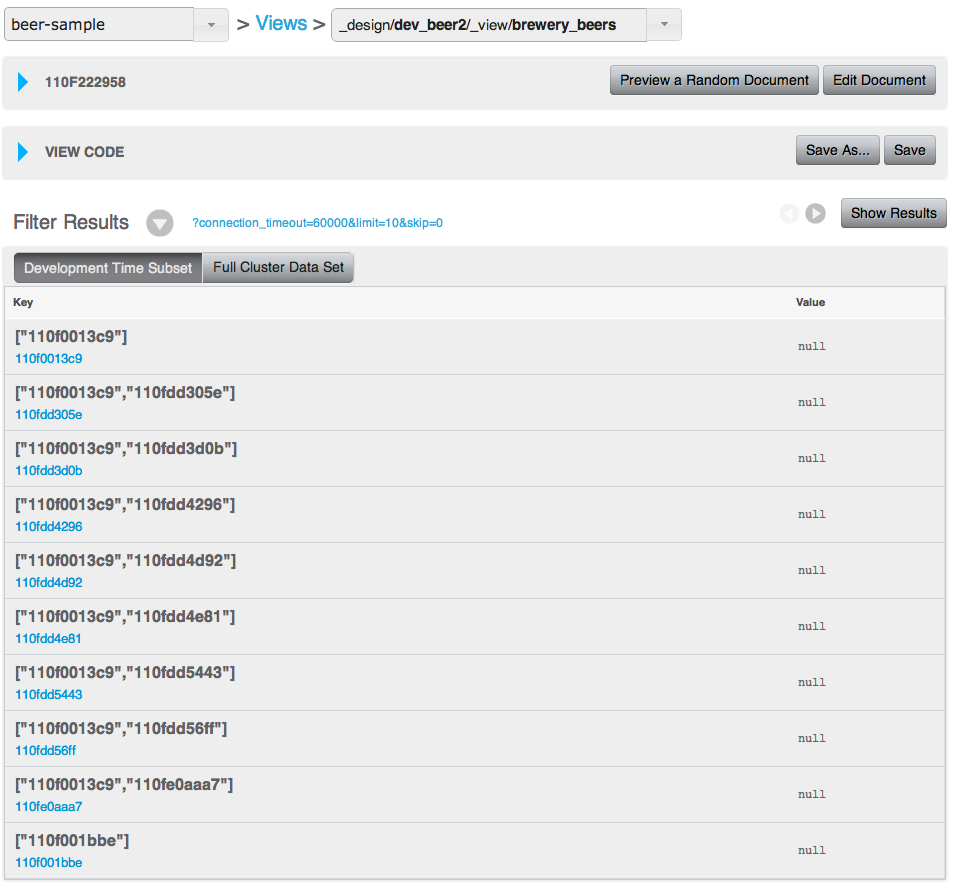 beer-sample > Views > _design/dev_beer2/_view/brewery_beers
110F222958 Preview a Random Document Edit Document
VIEW CODE Save As... Save
Filter Results ?connection_timeout=60000&limit=10&skip=0 Show Results
Development Time Subset Full Cluster Data Set
Key Value
["110f0013c9"]
110f0013c9 null
["110f0013c9","110fdd305e"]
110fdd305e null
["110f0013c9","110fdd3d0b"]
110fdd3d0b null
["110f0013c9","110fdd4296"]
110fdd4296 null
["110f0013c9","110fdd4d92"]
110fdd4d92 null
["110f0013c9","110fdd4e81"]
110fdd4e81 null
["110f0013c9","110fdd5443"]
110fdd5443 null
["110f0013c9","110fdd56ff"]
110fdd56ff null
["110f0013c9","110fe0aaa7"]
110fe0aaa7 null
["110f001bbe"]
110f001bbe null